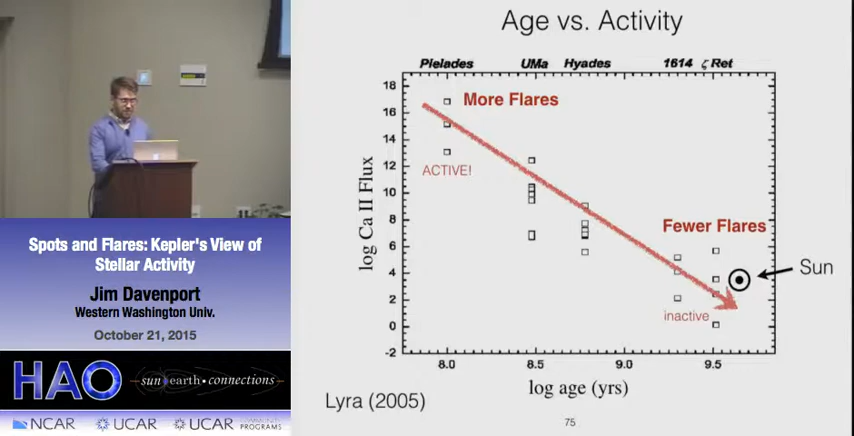 Age vs. Activity
Pleiades UMa Hyades 1614 ζ Ret
18
16
14
12
10
8
6
4
2
0
-2
log Ca II Flux
More Flares
ACTIVE!
Fewer Flares
Sun
inactive
8.0 8.5 9.0 9.5
log age (yrs)
Lyra (2005)
75
Spots and Flares: Kepler's View of
Stellar Activity
Jim Davenport
Western Washington Univ.
October 21, 2015
HAO sun earth • connections
NCAR UCAR UCAR COMMUNITY
PROGRAMS